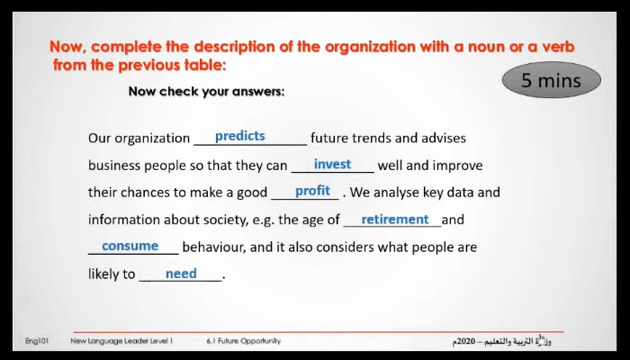 Now, complete the description of the organization with a noun or a verb
from the previous table:
5 mins
Now check your answers:
Our organization predicts future trends and advises
business people so that they can invest well and improve
their chances to make a good profit . We analyse key data and
information about society, e.g. the age of retirement and
consume behaviour, and it also considers what people are
likely to need .
Eng101 New Language Leader Level 1 6.1 Future Opportunity وزارة التربية والتعليم – 2020م